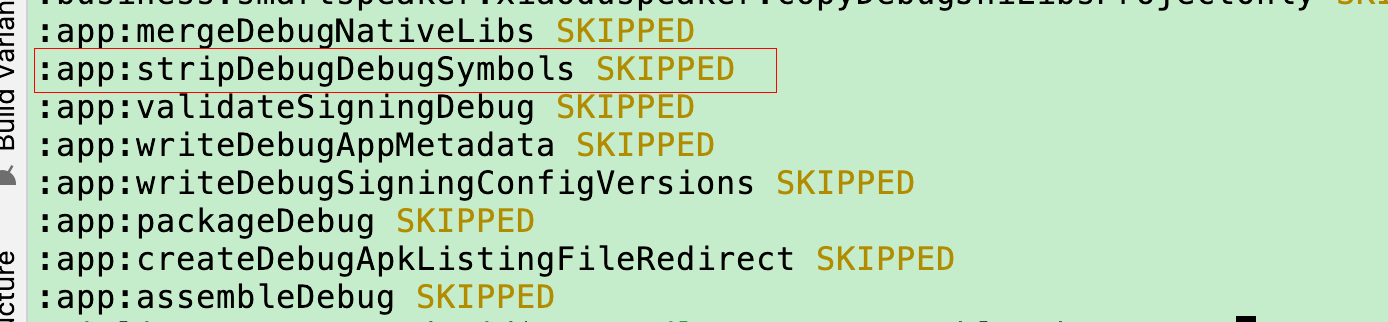 :app:mergeDebugNativeLibs SKIPPED
:app:stripDebugDebugSymbols SKIPPED
:app:validateSigningDebug SKIPPED
:app:writeDebugAppMetadata SKIPPED
:app:writeDebugSigningConfigVersions SKIPPED
:app:packageDebug SKIPPED
:app:createDebugApkListingFileRedirect SKIPPED
:app:assembleDebug SKIPPED
Build Varian
ucture